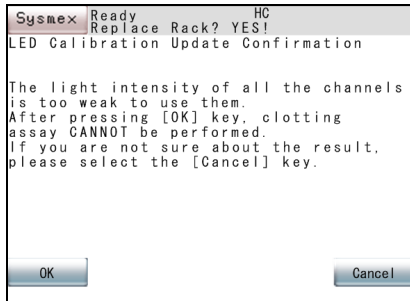 Sysmex Ready HC
Replace Rack? YES!
LED Calibration Update Confirmation
The light intensity of all the channels
is too weak to use them.
After pressing [OK] key, clotting
assay CANNOT be performed.
If you are not sure about the result,
please select the [Cancel] key.
OK Cancel